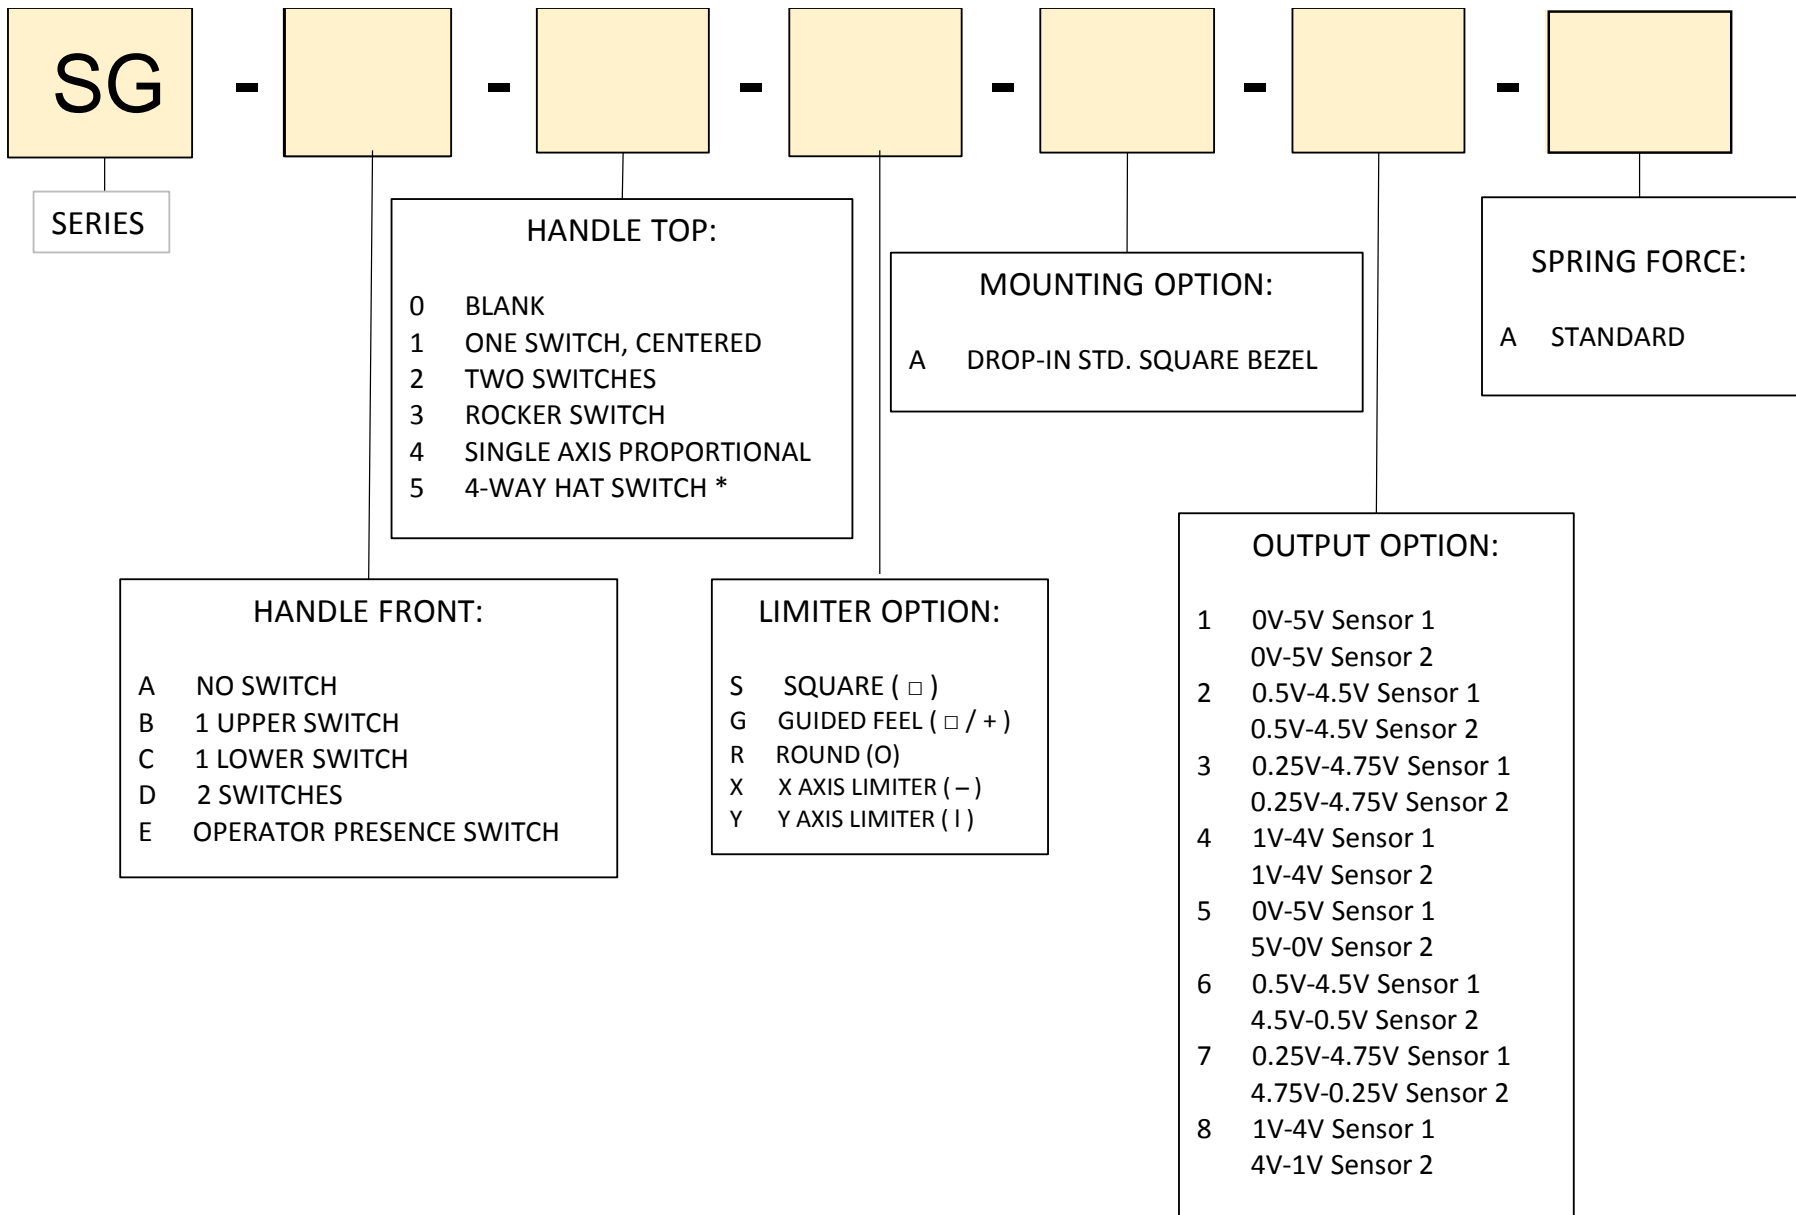 SG - - - - - -
SERIES
HANDLE TOP:
0 BLANK
1 ONE SWITCH, CENTERED
2 TWO SWITCHES
3 ROCKER SWITCH
4 SINGLE AXIS PROPORTIONAL
5 4-WAY HAT SWITCH *
MOUNTING OPTION:
A DROP-IN STD. SQUARE BEZEL
SPRING FORCE:
A STANDARD
HANDLE FRONT:
A NO SWITCH
B 1 UPPER SWITCH
C 1 LOWER SWITCH
D 2 SWITCHES
E OPERATOR PRESENCE SWITCH
LIMITER OPTION:
S SQUARE ( □ )
G GUIDED FEEL ( □ / + )
R ROUND (O)
X X AXIS LIMITER ( – )
Y Y AXIS LIMITER ( l )
OUTPUT OPTION:
1 0V-5V Sensor 1
0V-5V Sensor 2
2 0.5V-4.5V Sensor 1
0.5V-4.5V Sensor 2
3 0.25V-4.75V Sensor 1
0.25V-4.75V Sensor 2
4 1V-4V Sensor 1
1V-4V Sensor 2
5 0V-5V Sensor 1
5V-0V Sensor 2
6 0.5V-4.5V Sensor 1
4.5V-0.5V Sensor 2
7 0.25V-4.75V Sensor 1
4.75V-0.25V Sensor 2
8 1V-4V Sensor 1
4V-1V Sensor 2